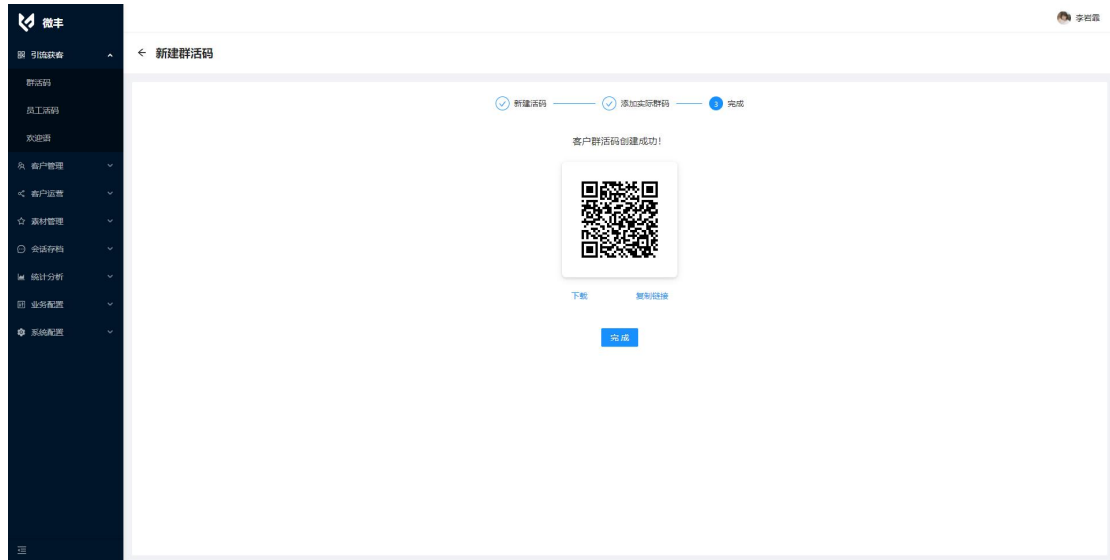 微丰
李岩霏
引流获客
← 新建群活码
群活码
员工活码
欢迎语
客户管理
客户运营
素材管理
会话存档
统计分析
业务配置
系统配置
新建活码
添加实际群码
3 完成
客户群活码创建成功!
下载
复制链接
完成